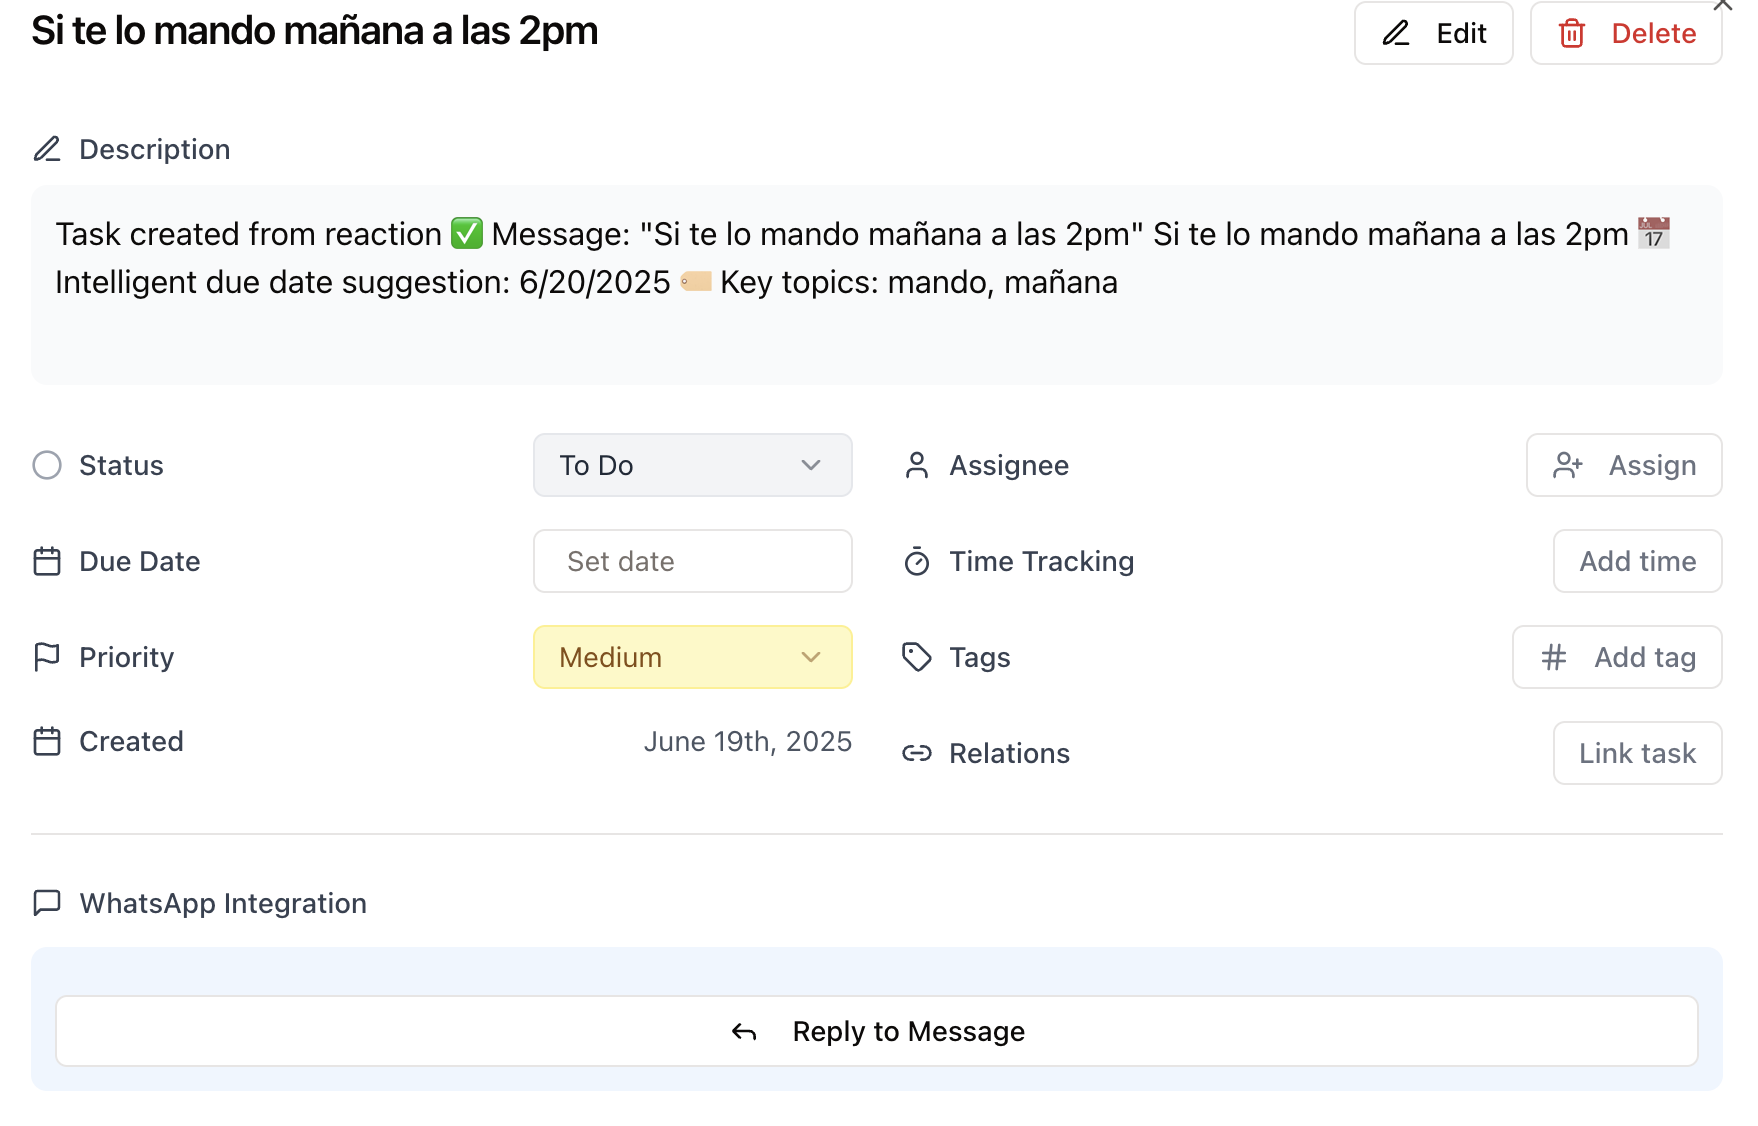 Si te lo mando mañana a las 2pm
Edit
Delete
Description
Task created from reaction ✅ Message: "Si te lo mando mañana a las 2pm" Si te lo mando mañana a las 2pm 📅
Intelligent due date suggestion: 6/20/2025 🏷️ Key topics: mando, mañana
Status
To Do
Assignee
Assign
Due Date
Set date
Time Tracking
Add time
Priority
Medium
Tags
# Add tag
Created
June 19th, 2025
Relations
Link task
WhatsApp Integration
Reply to Message